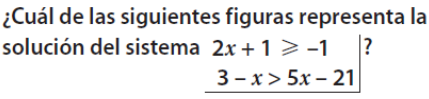 ¿Cuál de las siguientes figuras representa la
solución del sistema 2x + 1 ⩾ –1 ?
3 – x > 5x – 21